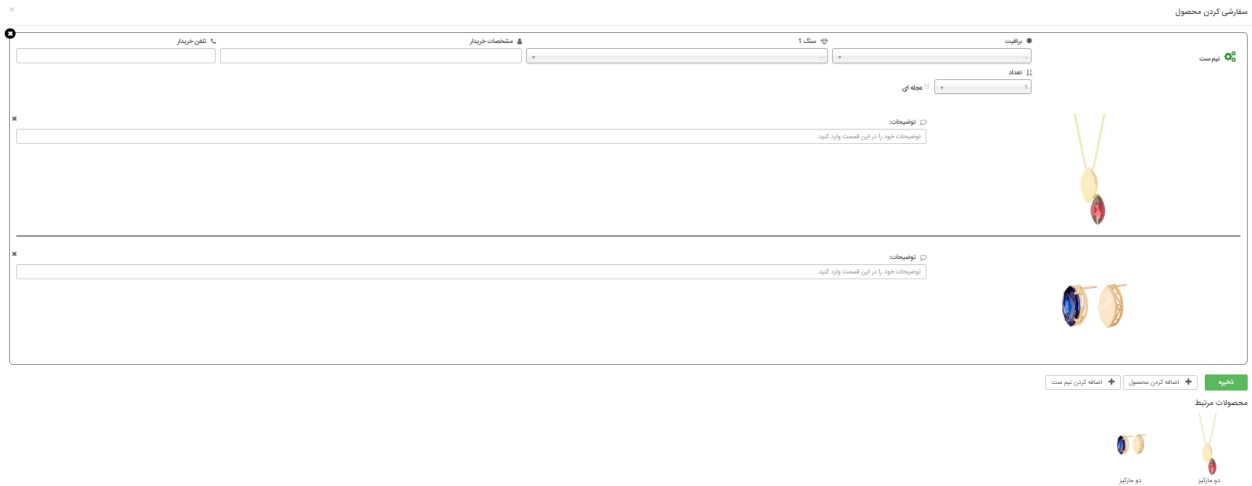 سفارشی کردن محصول
×
نیم ست
براقیت
سنگ 1
مشخصات خریدار
تلفن خریدار
...
...
تعداد
1
عجله ای
توضیحات:
توضیحات خود را در این قسمت وارد کنید.
توضیحات:
توضیحات خود را در این قسمت وارد کنید.
ذخیره
اضافه کردن محصول
اضافه کردن نیم ست
محصولات مرتبط
دو مارکیز
دو مارکیز